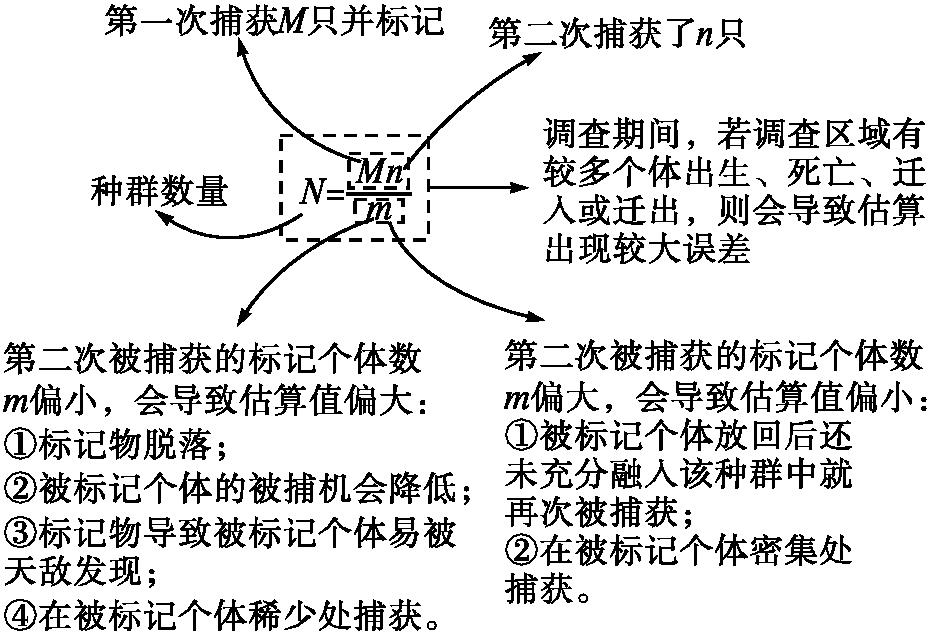 第一次捕获M只并标记
第二次捕获了n只
调查期间，若调查区域有
较多个体出生、死亡、迁
入或迁出，则会导致估算
出现较大误差
种群数量
N=Mn/m
第二次被捕获的标记个体数
m偏小，会导致估算值偏大：
①标记物脱落；
②被标记个体的被捕机会降低；
③标记物导致被标记个体易被
天敌发现；
④在被标记个体稀少处捕获。
第二次被捕获的标记个体数
m偏大，会导致估算值偏小：
①被标记个体放回后还
未充分融入该种群中就
再次被捕获；
②在被标记个体密集处
捕获。